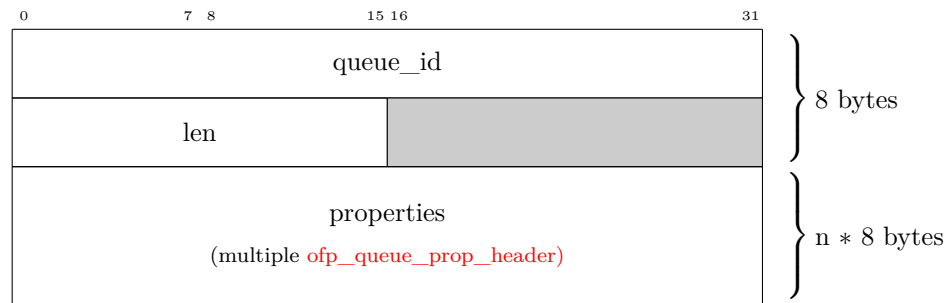 0 7 8 15 16 31
queue_id
8 bytes
len
properties
(multiple ofp_queue_prop_header)
n * 8 bytes